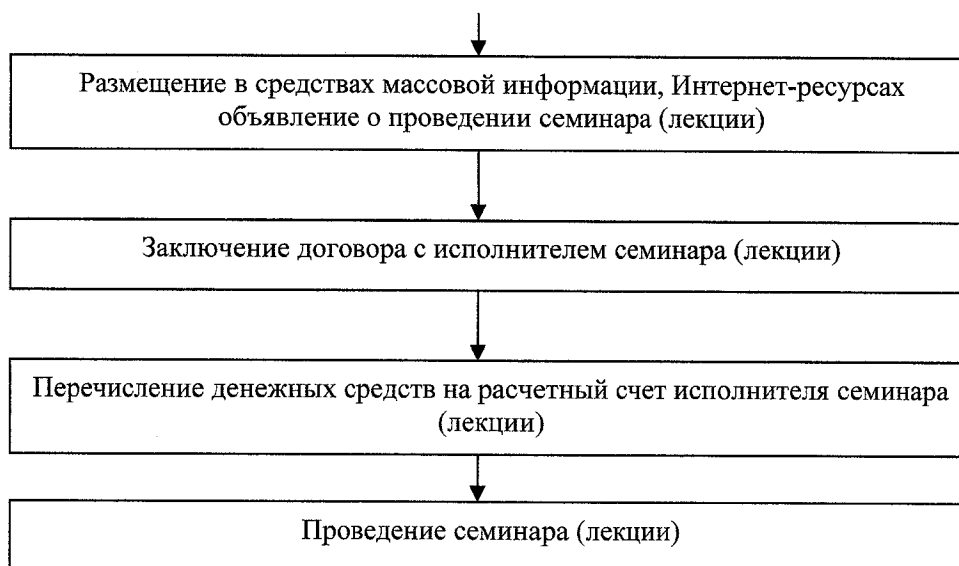 Размещение в средствах массовой информации, Интернет-ресурсах
объявление о проведении семинара (лекции)
Заключение договора с исполнителем семинара (лекции)
Перечисление денежных средств на расчетный счет исполнителя семинара
(лекции)
Проведение семинара (лекции)